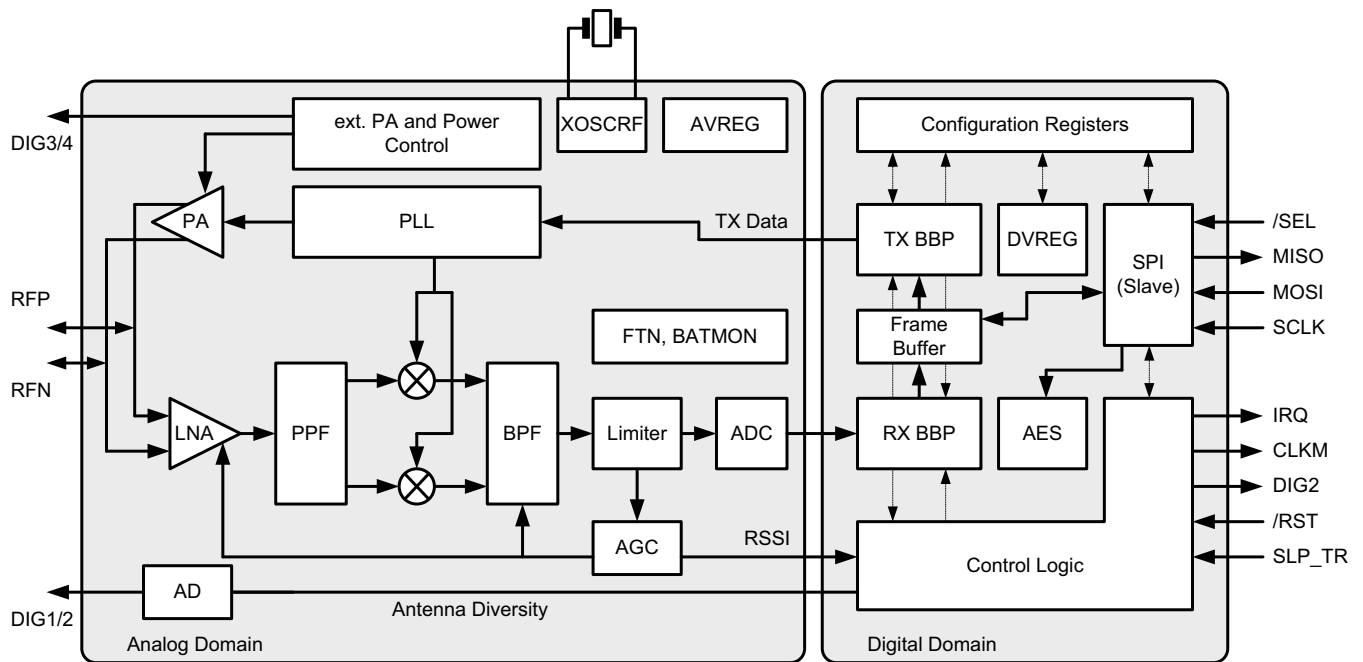 ext. PA and Power
Control
XOSCRF
AVREG
Configuration Registers
DIG3/4
PA
PLL
TX Data
TX BBP
DVREG
SPI
(Slave)
/SEL
MISO
MOSI
SCLK
RFP
RFN
FTN, BATMON
Frame
Buffer
LNA
PPF
BPF
Limiter
ADC
RX BBP
AES
IRQ
CLKM
DIG2
/RST
SLP_TR
AGC
RSSI
Control Logic
AD
DIG1/2
Antenna Diversity
Analog Domain
Digital Domain